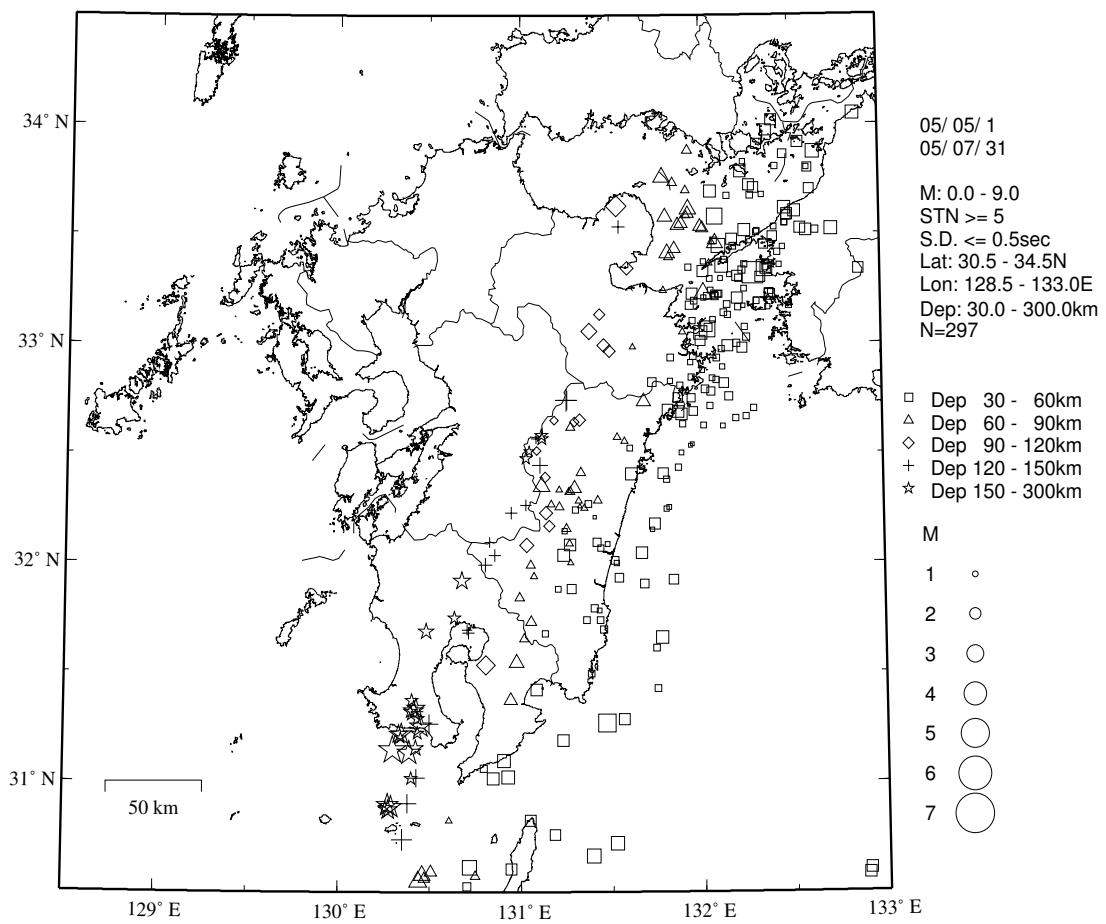 34° N
33° N
32° N
31° N
50 km
129° E
130° E
131° E
132° E
133° E
05/ 05/ 1
05/ 07/ 31
M: 0.0 - 9.0
STN >= 5
S.D. <= 0.5sec
Lat: 30.5 - 34.5N
Lon: 128.5 - 133.0E
Dep: 30.0 - 300.0km
N=297
Dep 30 - 60km
Dep 60 - 90km
Dep 90 - 120km
Dep 120 - 150km
Dep 150 - 300km
M
1
2
3
4
5
6
7